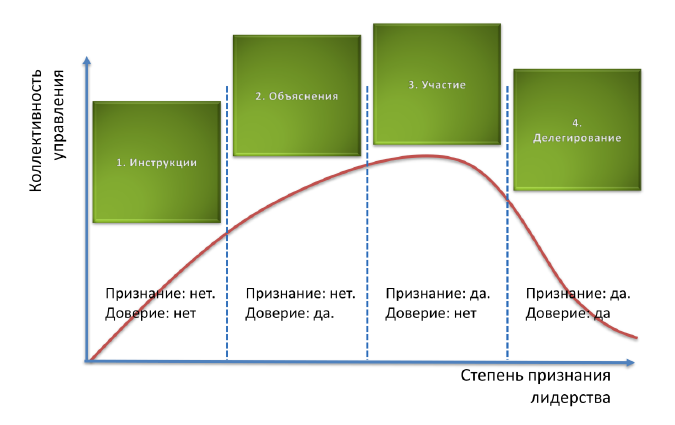 Коллективность
управления
1. Инструкции
2. Объяснения
3. Участие
4.
Делегирование
Признание: нет.
Доверие: нет
Признание: нет.
Доверие: да.
Признание: да.
Доверие: нет
Признание: да.
Доверие: да
Степень признания
лидерства